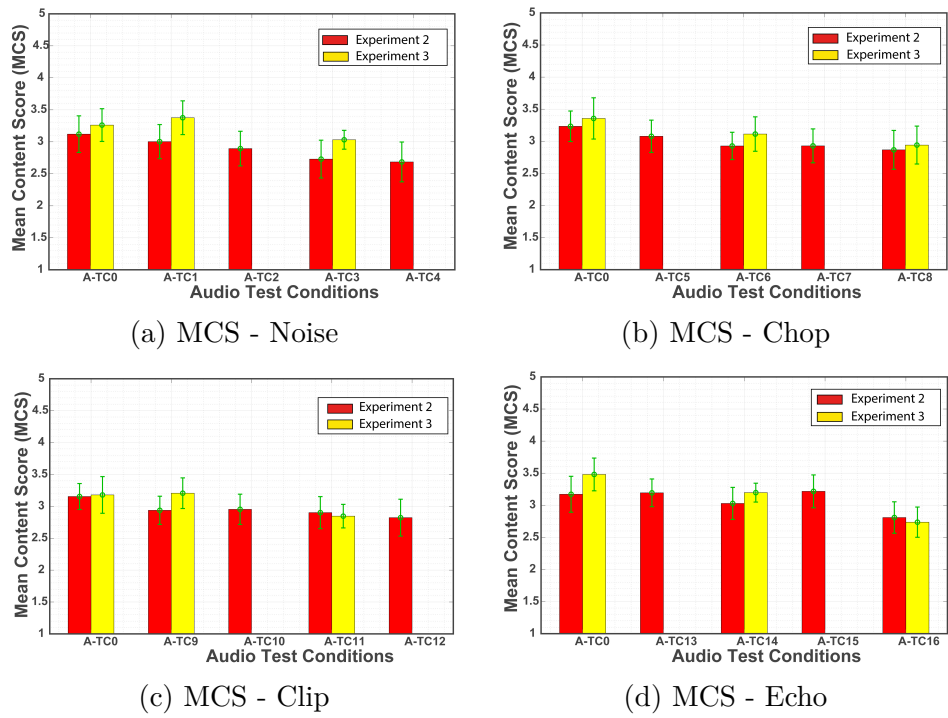 Mean Content Score (MCS)
5
4.5
4
3.5
3
2.5
2
1.5
1
Experiment 2
Experiment 3
A-TC0 A-TC1 A-TC2 A-TC3 A-TC4
Audio Test Conditions
(a) MCS - Noise
Mean Content Score (MCS)
5
4.5
4
3.5
3
2.5
2
1.5
1
Experiment 2
Experiment 3
A-TC0 A-TC5 A-TC6 A-TC7 A-TC8
Audio Test Conditions
(b) MCS - Chop
Mean Content Score (MCS)
5
4.5
4
3.5
3
2.5
2
1.5
1
Experiment 2
Experiment 3
A-TC0 A-TC9 A-TC10 A-TC11 A-TC12
Audio Test Conditions
(c) MCS - Clip
Mean Content Score (MCS)
5
4.5
4
3.5
3
2.5
2
1.5
1
Experiment 2
Experiment 3
A-TC0 A-TC13 A-TC14 A-TC15 A-TC16
Audio Test Conditions
(d) MCS - Echo